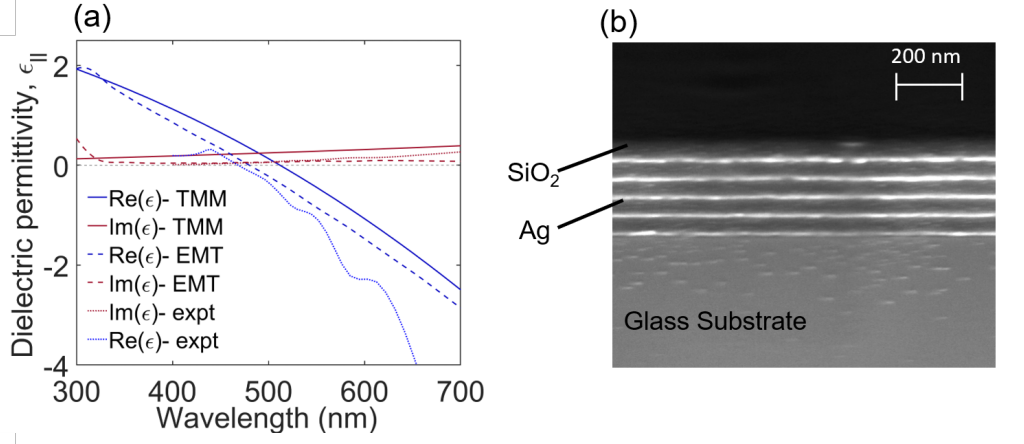 (a)
Dielectric permittivity, ϵ||
2
0
-2
-4
Re(ϵ)- TMM
Im(ϵ)- TMM
Re(ϵ)- EMT
Im(ϵ)- EMT
Im(ϵ)- expt
Re(ϵ)- expt
300 400 500 600 700
Wavelength (nm)
(b)
200 nm
SiO2
Ag
Glass Substrate